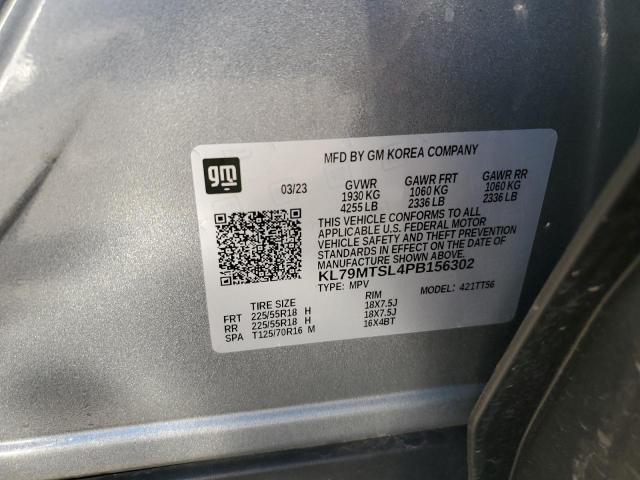 MFD BY GM KOREA COMPANY
gm
03/23 GVWR GAWR FRT GAWR RR
1930 KG 1060 KG 1060 KG
4255 LB 2336 LB 2336 LB
THIS VEHICLE CONFORMS TO ALL
APPLICABLE U.S. FEDERAL MOTOR
VEHICLE SAFETY AND THEFT PREVENTION
STANDARDS IN EFFECT ON THE DATE OF
MANUFACTURE SHOWN ABOVE.
KL79MTSL4PB156302
TYPE: MPV MODEL: 421TT56
TIRE SIZE RIM
FRT 225/55R18 H 18X7.5J
RR 225/55R18 H 18X7.5J
SPA T125/70R16 M 16X4BT